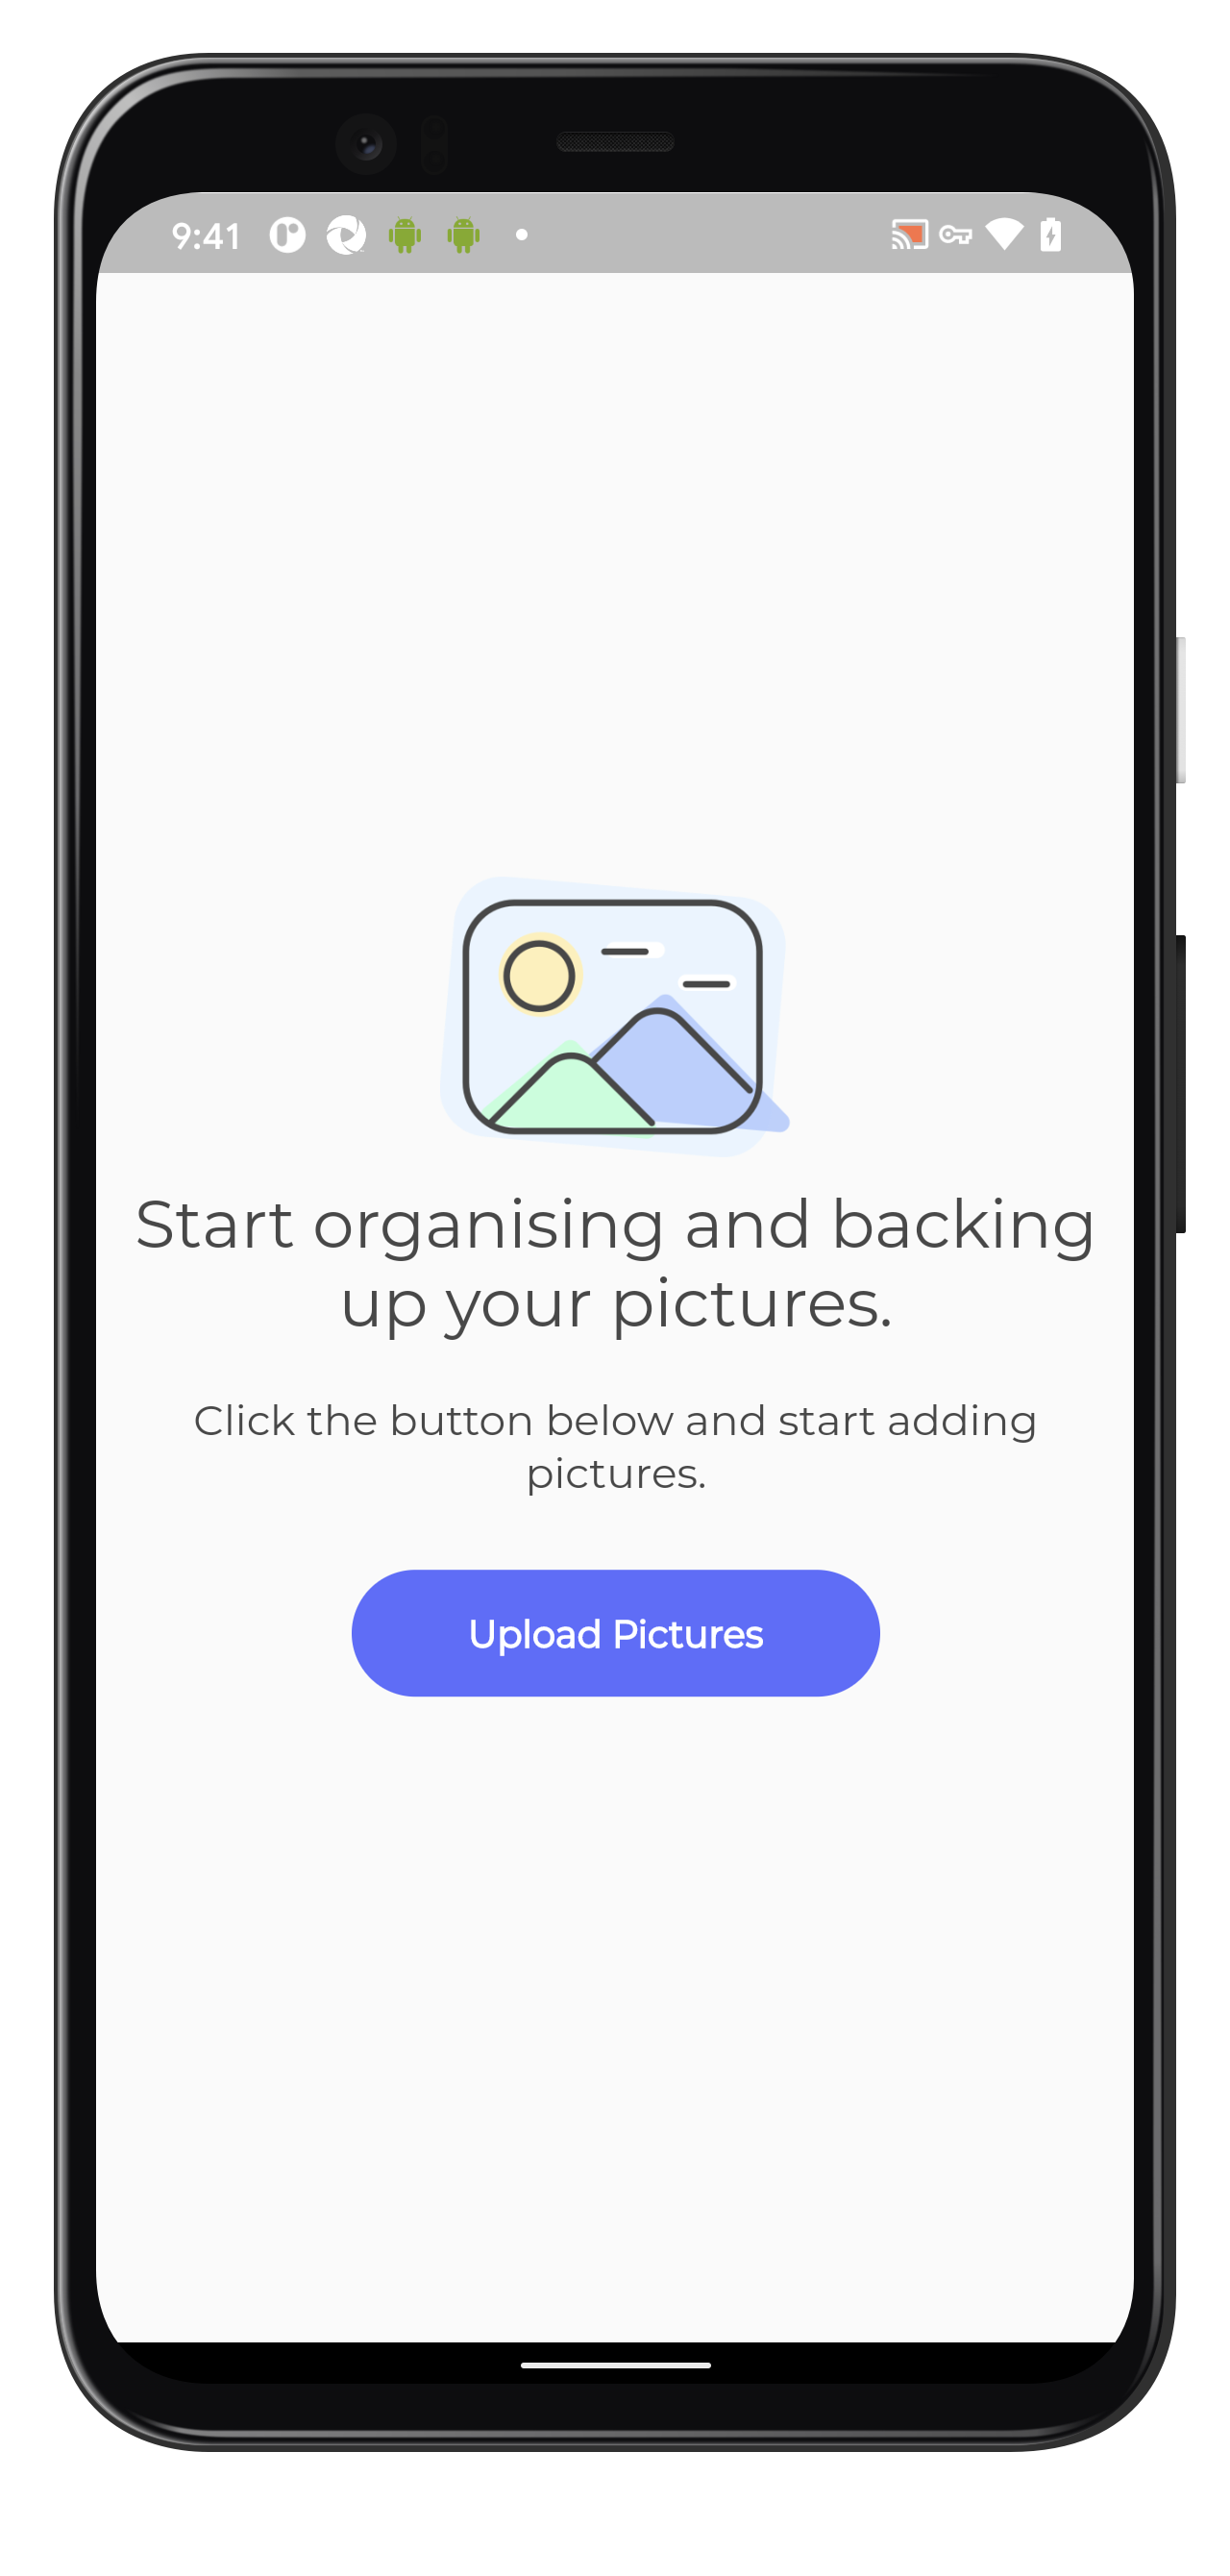 9:41
Start organising and backing
up your pictures.
Click the button below and start adding
pictures.
Upload Pictures